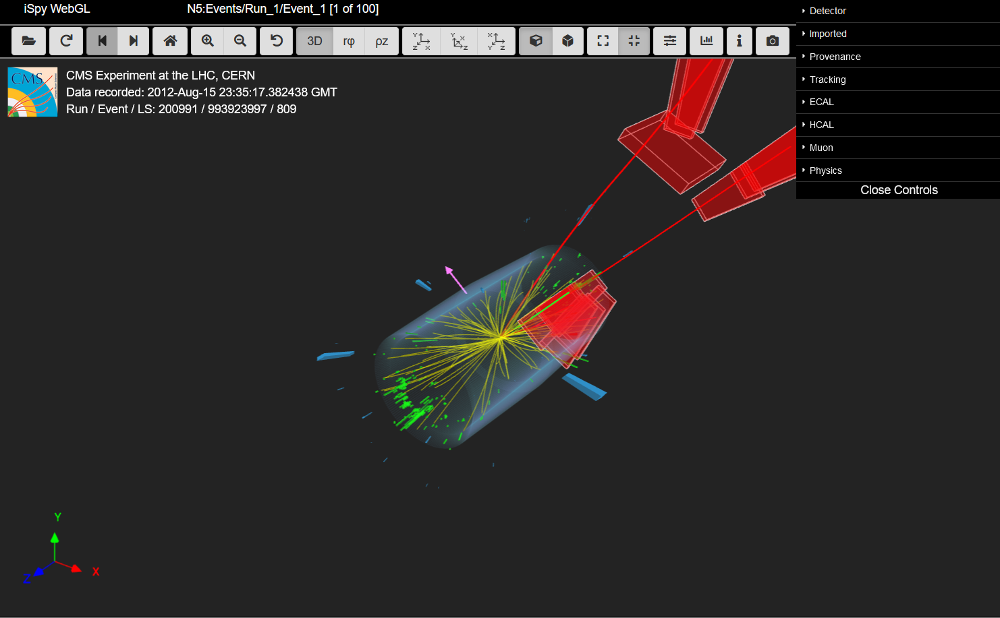 iSpy WebGL
N5:Events/Run_1/Event_1 [1 of 100]
3D rφ ρz
Y Z X
Y X Z
X Y Z
CMS
CMS Experiment at the LHC, CERN
Data recorded: 2012-Aug-15 23:35:17.382438 GMT
Run / Event / LS: 200991 / 993923997 / 809
Detector
Imported
Provenance
Tracking
ECAL
HCAL
Muon
Physics
Close Controls
Y
X
Z